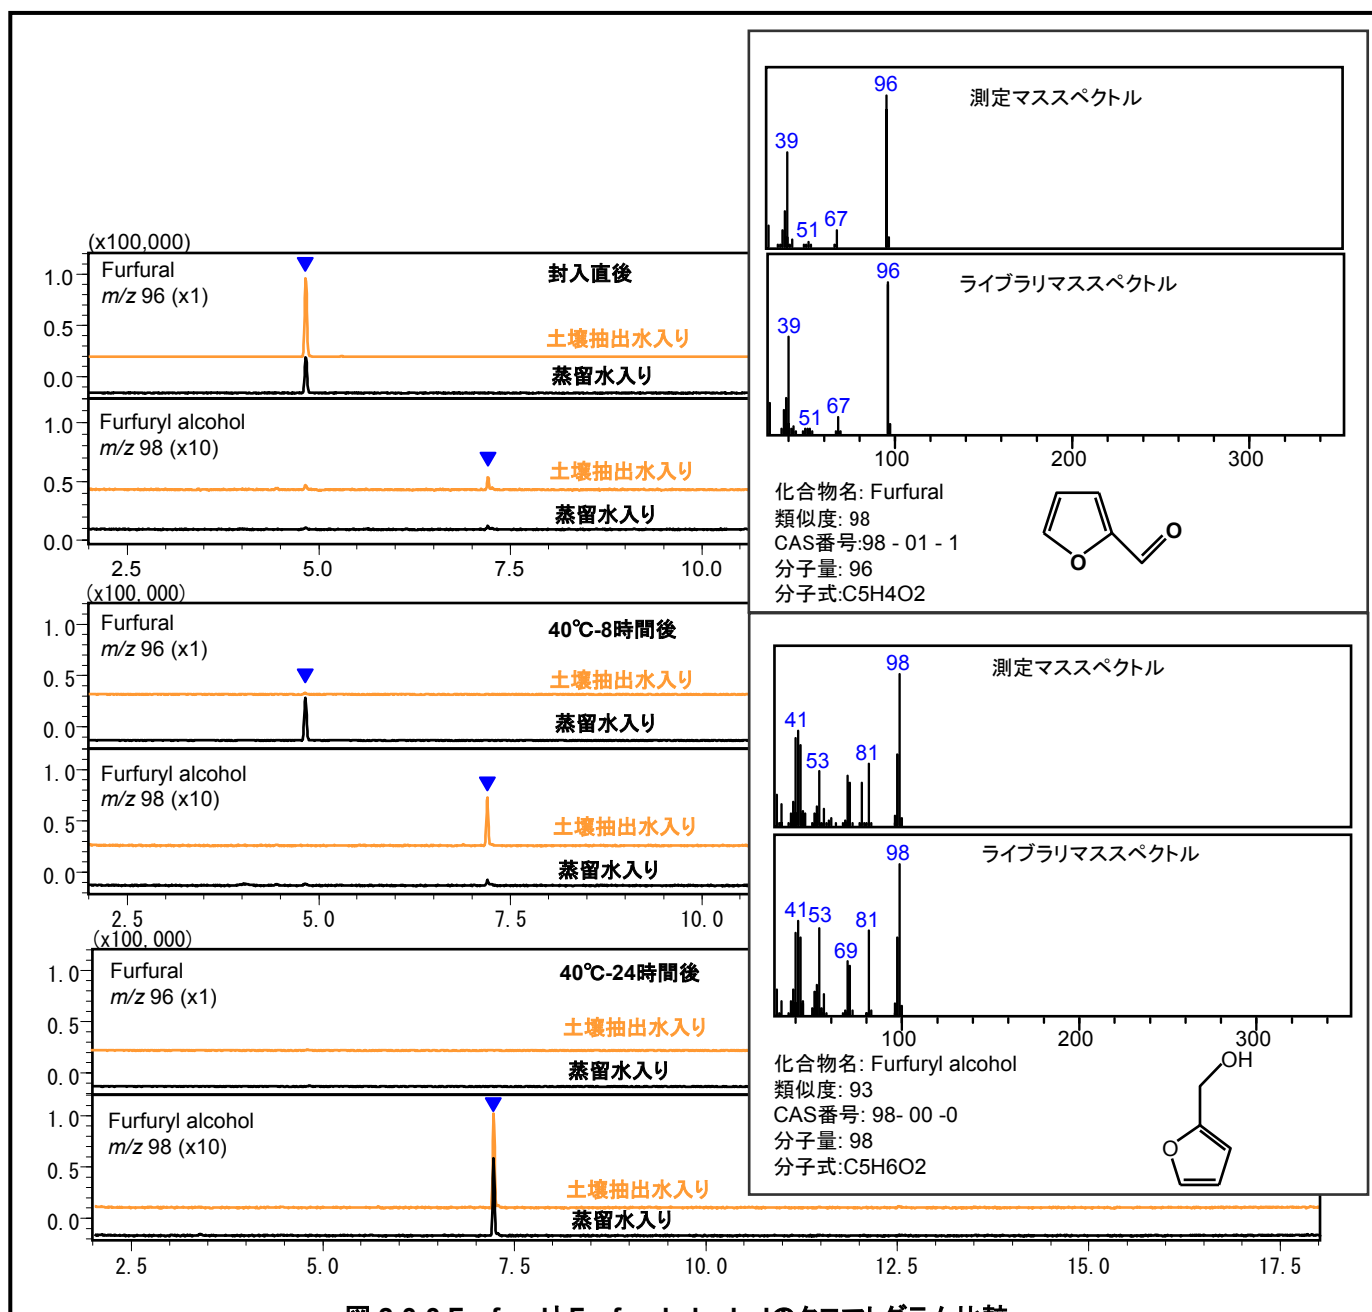 (x100,000)
Furfural
m/z 96 (x1)
封入直後
土壌抽出水入り
蒸留水入り
1.0
0.5
0.0
Furfuryl alcohol
m/z 98 (x10)
土壌抽出水入り
蒸留水入り
1.0
0.5
0.0
2.5 5.0 7.5 10.0
(x100,000)
Furfural
m/z 96 (x1)
40℃-8時間後
土壌抽出水入り
蒸留水入り
1.0
0.5
0.0
Furfuryl alcohol
m/z 98 (x10)
土壌抽出水入り
蒸留水入り
1.0
0.5
0.0
2.5 5.0 7.5 10.0
(x100,000)
Furfural
m/z 96 (x1)
40℃-24時間後
土壌抽出水入り
蒸留水入り
1.0
0.5
0.0
Furfuryl alcohol
m/z 98 (x10)
土壌抽出水入り
蒸留水入り
1.0
0.5
0.0
2.5 5.0 7.5 10.0 12.5 15.0 17.5
測定マススペクトル
39 51 67 96
ライブラリマススペクトル
39 51 67 96
100 200 300
化合物名: Furfural
類似度: 98
CAS番号:98 - 01 - 1
分子量: 96
分子式:C5H4O2
O
O
測定マススペクトル
41 53 81 98
ライブラリマススペクトル
41 53 69 81 98
100 200 300
化合物名: Furfuryl alcohol
類似度: 93
CAS番号: 98- 00 -0
分子量: 98
分子式:C5H6O2
OH
O